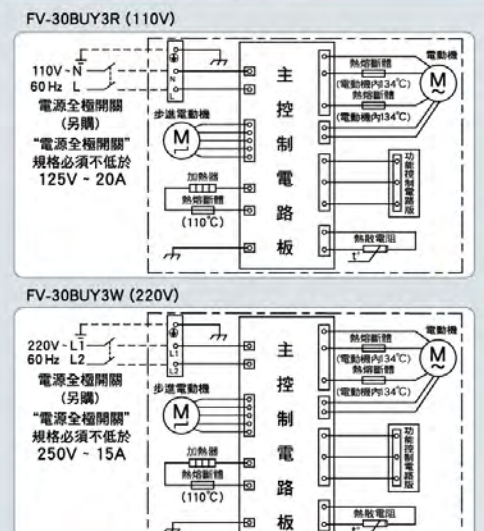 FV-30BUY3R (110V)
110V~N
60Hz L
電源全極開關
(另購)
"電源全極開關"
規格必須不低於
125V ~ 20A
N
L
步進電動機
M
加熱器
熱熔斷體
(110℃)
主控制電路板
熱熔斷體
(電動機內134℃)
熱熔斷體
(電動機內134℃)
電動機
M
~
功能控制電路版
熱散電阻
t°
FV-30BUY3W (220V)
220V~L1
60Hz L2
電源全極開關
(另購)
"電源全極開關"
規格必須不低於
250V ~ 15A
L1
L2
步進電動機
M
加熱器
熱熔斷體
(110℃)
主控制電路板
熱熔斷體
(電動機內134℃)
熱熔斷體
(電動機內134℃)
電動機
M
~
功能控制電路版
熱散電阻